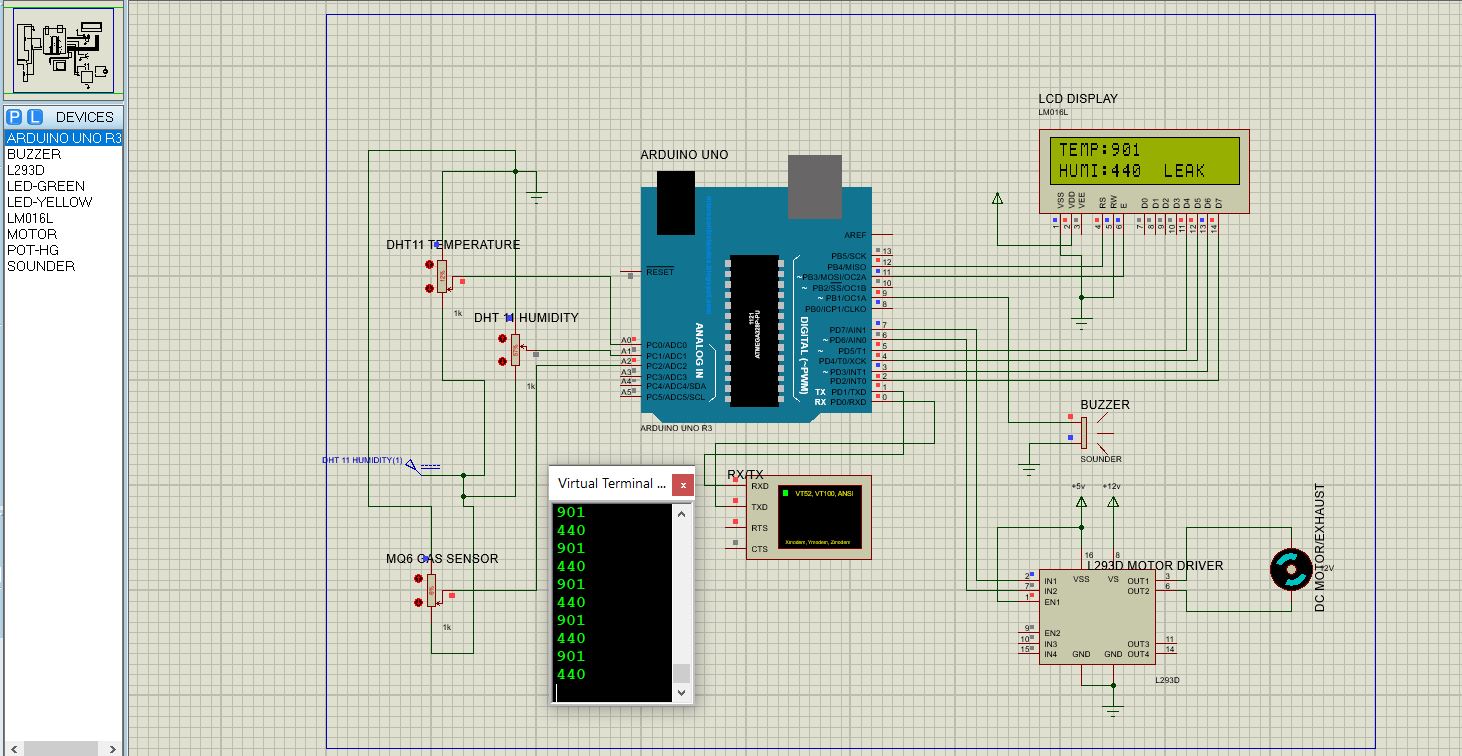 P L DEVICES
ARDUINO UNO R3
BUZZER
L293D
LED-GREEN
LED-YELLOW
LM016L
MOTOR
POT-HG
SOUNDER
LCD DISPLAY
LM016L
TEMP:901
HUMI:440 LEAK
VSS VDD VEE RS RW E D0 D1 D2 D3 D4 D5 D6 D7
1 2 3 4 5 6 7 8 9 10 11 12 13 14
ARDUINO UNO
AREF
RESET
PB5/SCK 13
PB4/MISO 12
~PB3/MOSI/OC2A 11
~ PB2/SS/OC1B 10
~ PB1/OC1A 9
PB0/ICP1/CLKO 8
PD7/AIN1 7
~ PD6/AIN0 6
~ PD5/T1 5
PD4/T0/XCK 4
~ PD3/INT1 3
PD2/INT0 2
TX PD1/TXD 1
RX PD0/RXD 0
ANALOG IN
DIGITAL (~PWM)
1121
ATMEGA328P-PU
A0 PC0/ADC0
A1 PC1/ADC1
A2 PC2/ADC2
A3 PC3/ADC3
A4 PC4/ADC4/SDA
A5 PC5/ADC5/SCL
ARDUINO UNO R3
DHT11 TEMPERATURE
1k
DHT 11 HUMIDITY
1k
DHT 11 HUMIDITY(1)
MQ6 GAS SENSOR
1k
Virtual Terminal ... x
901
440
901
440
901
440
901
440
901
440
RX/TX
RXD
TXD
RTS
CTS
VT52, VT100, ANSI
Xmodem, Ymodem, Zmodem
BUZZER
SOUNDER
+5v +12v
L293D MOTOR DRIVER
16 8
VSS VS
2 IN1 OUT1 3
7 IN2 OUT2 6
1 EN1
9 EN2
10 IN3 OUT3 11
15 IN4 GND GND OUT4 14
L293D
DC MOTOR/EXHAUST